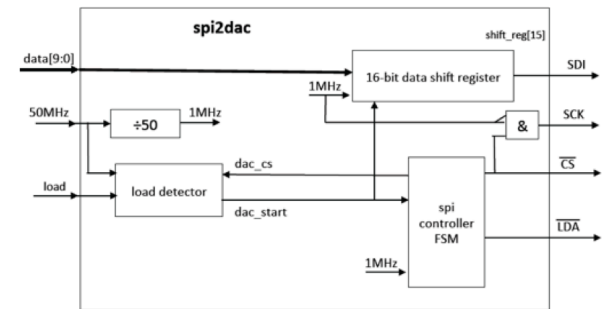 spi2dac
shift_reg[15]
data[9:0]
16-bit data shift register
SDI
1MHz
50MHz
÷50
1MHz
&
SCK
load
load detector
dac_cs
dac_start
spi
controller
FSM
CS
LDA
1MHz